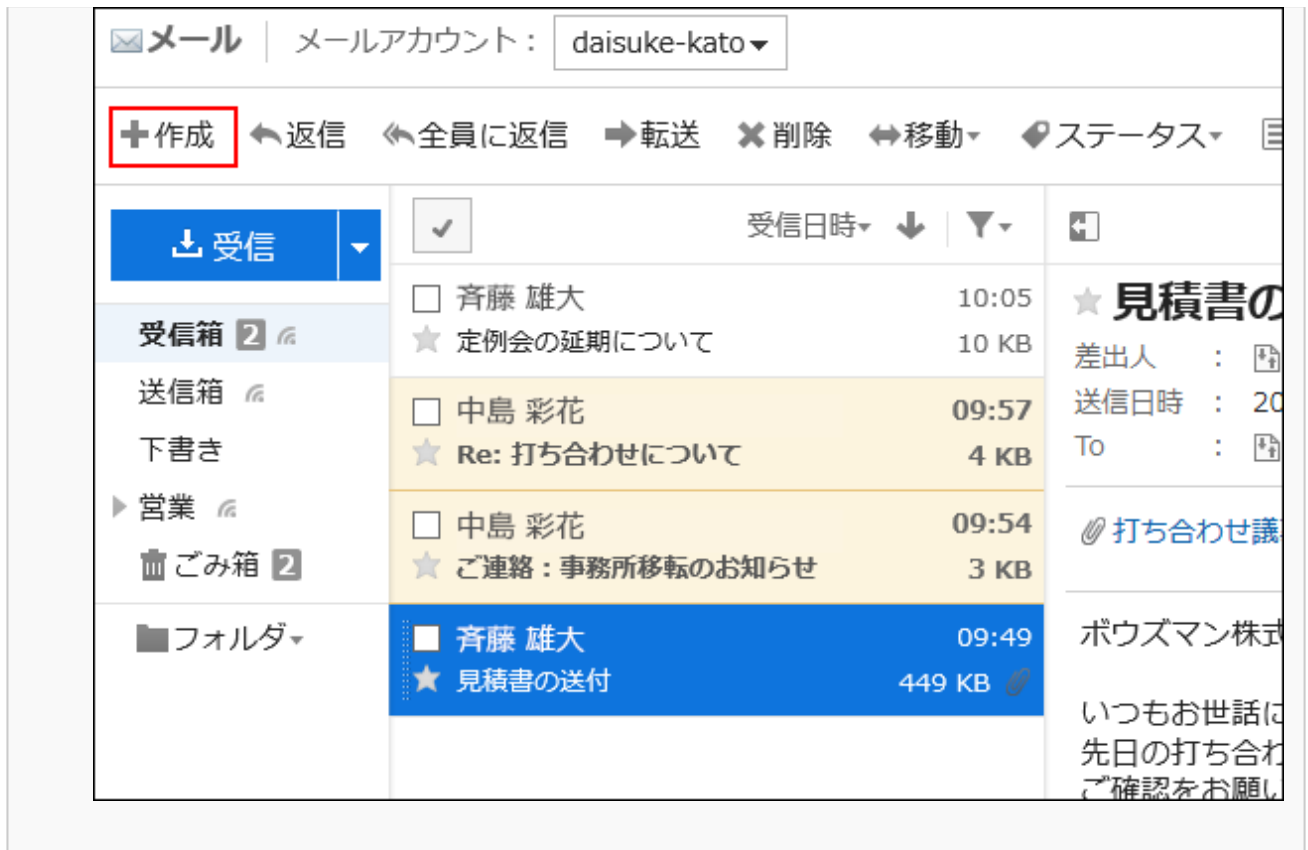 メール メールアカウント： daisuke-kato
作成 返信 全員に返信 転送 削除 移動 ステータス
受信
受信日時
受信箱 2
送信箱
下書き
営業
ごみ箱 2
フォルダ
斉藤 雄大 10:05
定例会の延期について 10 KB
中島 彩花 09:57
Re: 打ち合わせについて 4 KB
中島 彩花 09:54
ご連絡：事務所移転のお知らせ 3 KB
斉藤 雄大 09:49
見積書の送付 449 KB
見積書の
差出人 :
送信日時 : 20
To :
打ち合わせ議
ボウズマン株式
いつもお世話に
先日の打ち合わ
ご確認をお願い